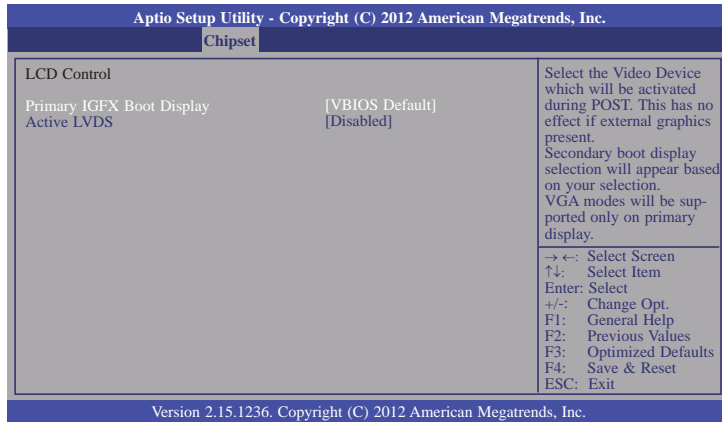 Aptio Setup Utility - Copyright (C) 2012 American Megatrends, Inc.
Chipset
LCD Control
Primary IGFX Boot Display [VBIOS Default]
Active LVDS [Disabled]
Select the Video Device
which will be activated
during POST. This has no
effect if external graphics
present.
Secondary boot display
selection will appear based
on your selection.
VGA modes will be sup-
ported only on primary
display.
→ ←: Select Screen
↑↓: Select Item
Enter: Select
+/-: Change Opt.
F1: General Help
F2: Previous Values
F3: Optimized Defaults
F4: Save & Reset
ESC: Exit
Version 2.15.1236. Copyright (C) 2012 American Megatrends, Inc.